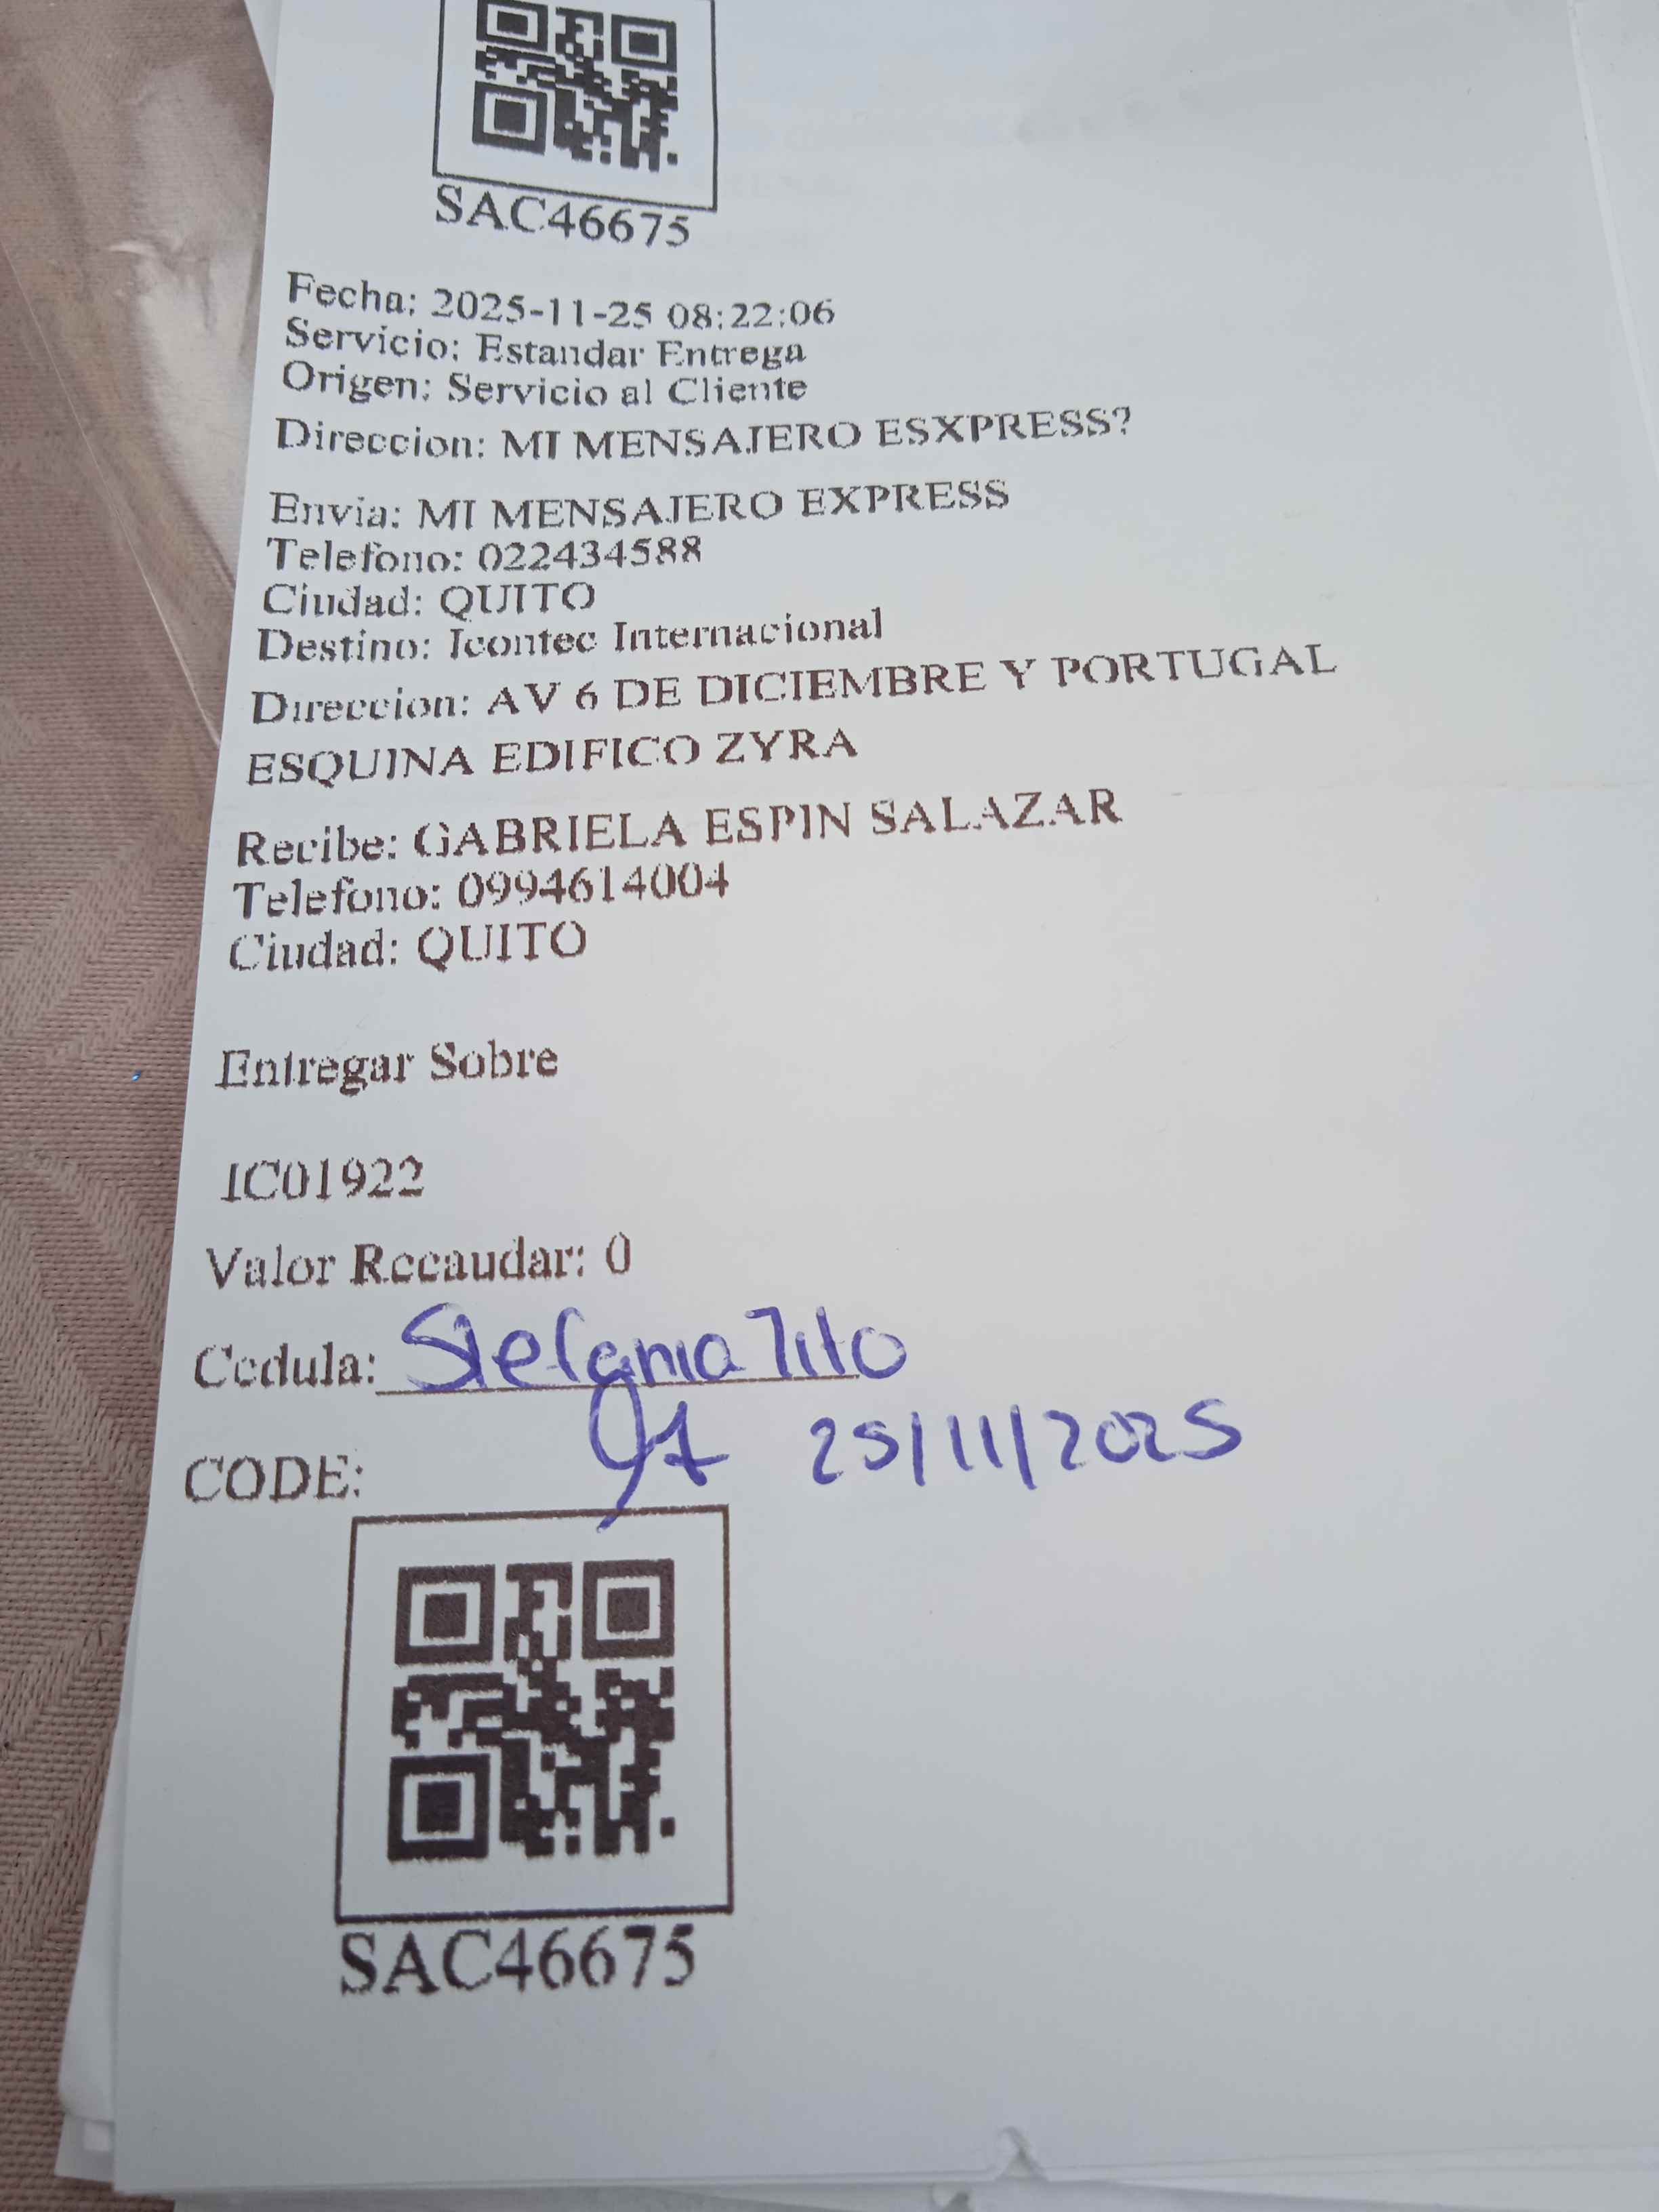 SAC46675
Fecha: 2025-11-25 08:22:06
Servicio: Estandar Entrega
Origen: Servicio al Cliente
Direccion: MI MENSAJERO ESXPRESS?
Envia: MI MENSAJERO EXPRESS
Telefono: 022434588
Ciudad: QUITO
Destino: Icontec Internacional
Direccion: AV 6 DE DICIEMBRE Y PORTUGAL
ESQUINA EDIFICO ZYRA
Recibe: GABRIELA ESPIN SALAZAR
Telefono: 0994614004
Ciudad: QUITO
Entregar Sobre
IC01922
Valor Recaudar: 0
Cedula: Stefania Tito
25/11/2025
CODE:
SAC46675